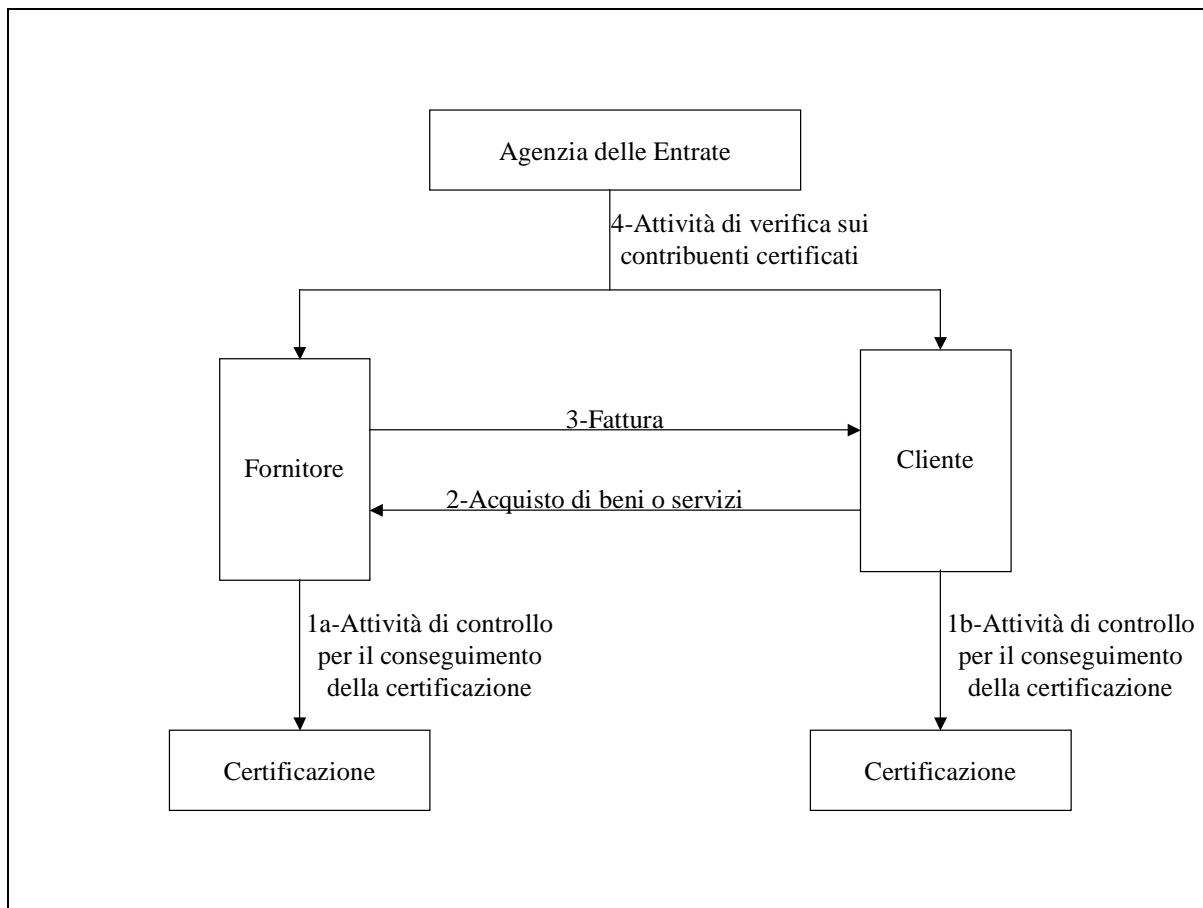 Agenzia delle Entrate
4-Attività di verifica sui
contribuenti certificati
3-Fattura
Fornitore
Cliente
2-Acquisto di beni o servizi
1a-Attività di controllo
per il conseguimento
della certificazione
1b-Attività di controllo
per il conseguimento
della certificazione
Certificazione
Certificazione